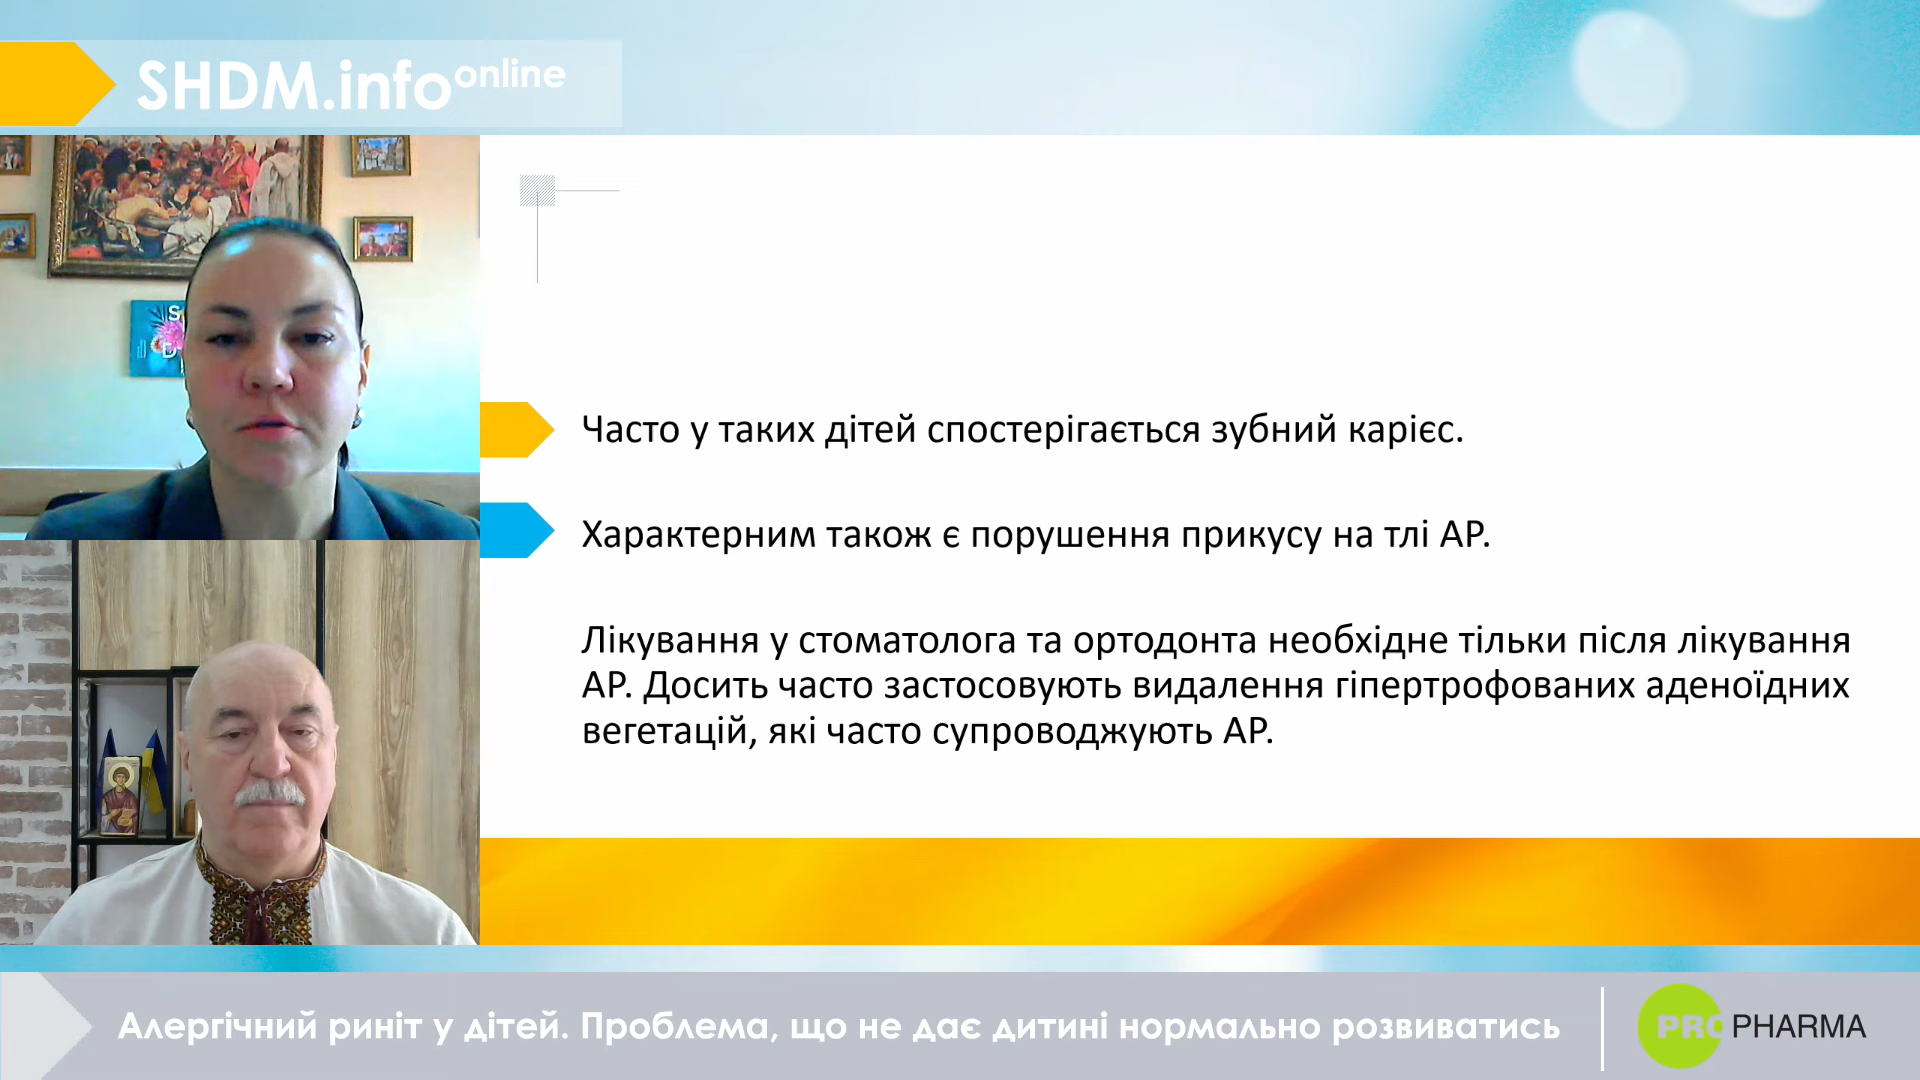 SHDM.info online
S
D
Часто у таких дітей спостерігається зубний карієс.
Характерним також є порушення прикусу на тлі АР.
Лікування у стоматолога та ортодонта необхідне тільки після лікування
АР. Досить часто застосовують видалення гіпертрофованих аденоїдних
вегетацій, які часто супроводжують АР.
Алергічний риніт у дітей. Проблема, що не дає дитині нормально розвиватись
PRO PHARMA